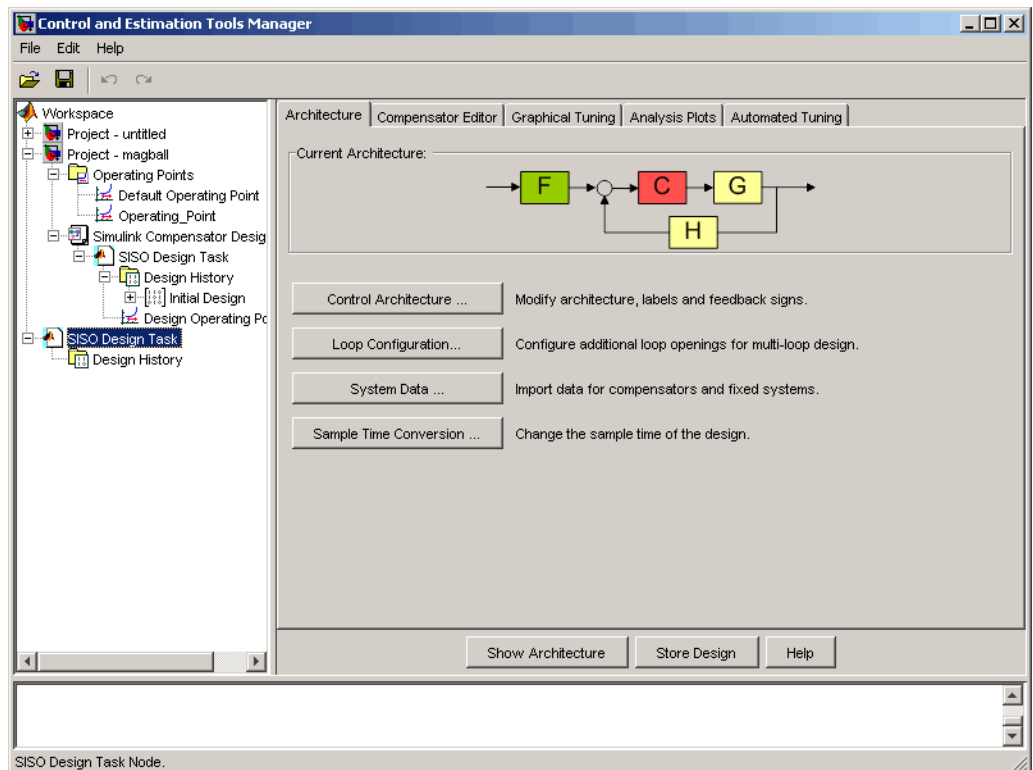 Control and Estimation Tools Manager
File Edit Help
Workspace
Project - untitled
Project - magball
Operating Points
Default Operating Point
Operating_Point
Simulink Compensator Desig
SISO Design Task
Design History
Initial Design
Design Operating Po
SISO Design Task
Design History
Architecture Compensator Editor Graphical Tuning Analysis Plots Automated Tuning
Current Architecture:
F C G
H
Control Architecture ... Modify architecture, labels and feedback signs.
Loop Configuration... Configure additional loop openings for multi-loop design.
System Data ... Import data for compensators and fixed systems.
Sample Time Conversion ... Change the sample time of the design.
Show Architecture Store Design Help
SISO Design Task Node.